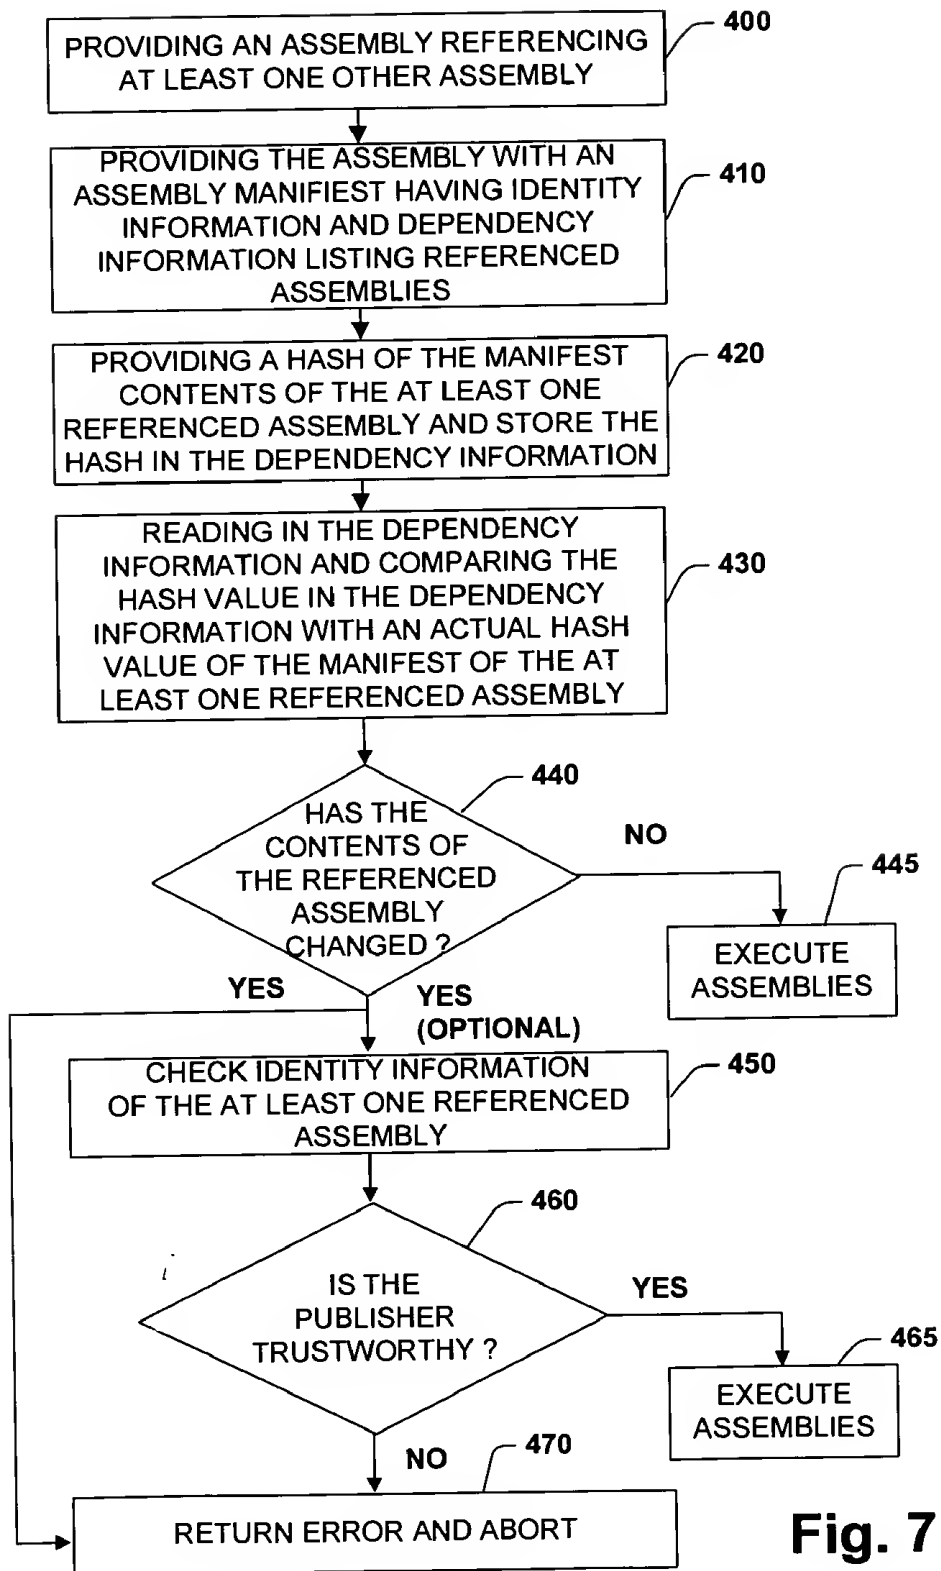 400
PROVIDING AN ASSEMBLY REFERENCING
AT LEAST ONE OTHER ASSEMBLY
410
PROVIDING THE ASSEMBLY WITH AN
ASSEMBLY MANIFIEST HAVING IDENTITY
INFORMATION AND DEPENDENCY
INFORMATION LISTING REFERENCED
ASSEMBLIES
420
PROVIDING A HASH OF THE MANIFEST
CONTENTS OF THE AT LEAST ONE
REFERENCED ASSEMBLY AND STORE THE
HASH IN THE DEPENDENCY INFORMATION
430
READING IN THE DEPENDENCY
INFORMATION AND COMPARING THE
HASH VALUE IN THE DEPENDENCY
INFORMATION WITH AN ACTUAL HASH
VALUE OF THE MANIFEST OF THE AT
LEAST ONE REFERENCED ASSEMBLY
440
HAS THE
CONTENTS OF
THE REFERENCED
ASSEMBLY
CHANGED ?
NO
445
EXECUTE
ASSEMBLIES
YES
YES
(OPTIONAL)
450
CHECK IDENTITY INFORMATION
OF THE AT LEAST ONE REFERENCED
ASSEMBLY
460
IS THE
PUBLISHER
TRUSTWORTHY ?
YES
465
EXECUTE
ASSEMBLIES
NO
470
RETURN ERROR AND ABORT
Fig. 7